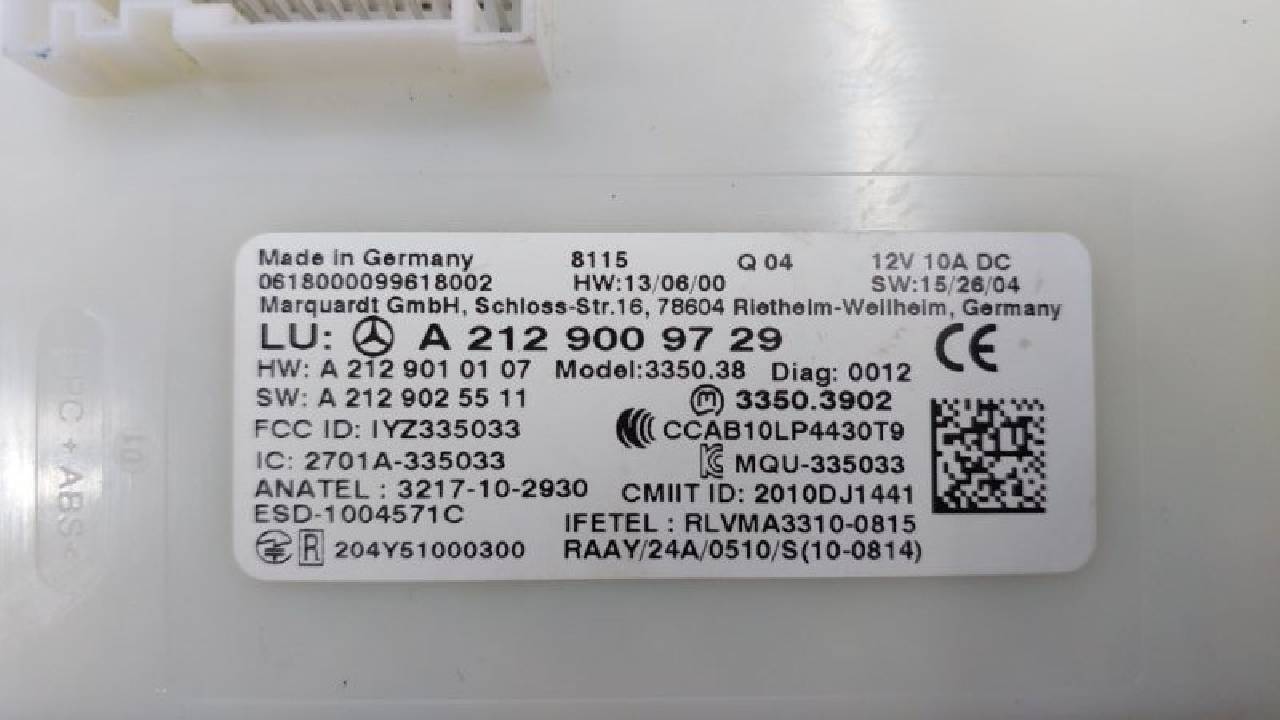 Made in Germany 8115 Q 04 12V 10A DC
0618000099618002 HW:13/06/00 SW:15/26/04
Marquardt GmbH, Schloss-Str.16, 78604 Rietheim-Weilheim, Germany
LU: A 212 900 97 29 CE
HW: A 212 901 01 07 Model:3350.38 Diag: 0012
SW: A 212 902 55 11 M 3350.3902
FCC ID: IYZ335033 CCAB10LP4430T9
IC: 2701A-335033 MQU-335033
ANATEL : 3217-10-2930 CMIIT ID: 2010DJ1441
ESD-1004571C IFETEL : RLVMA3310-0815
R 204Y51000300 RAAY/24A/0510/S(10-0814)
PC + ABS<